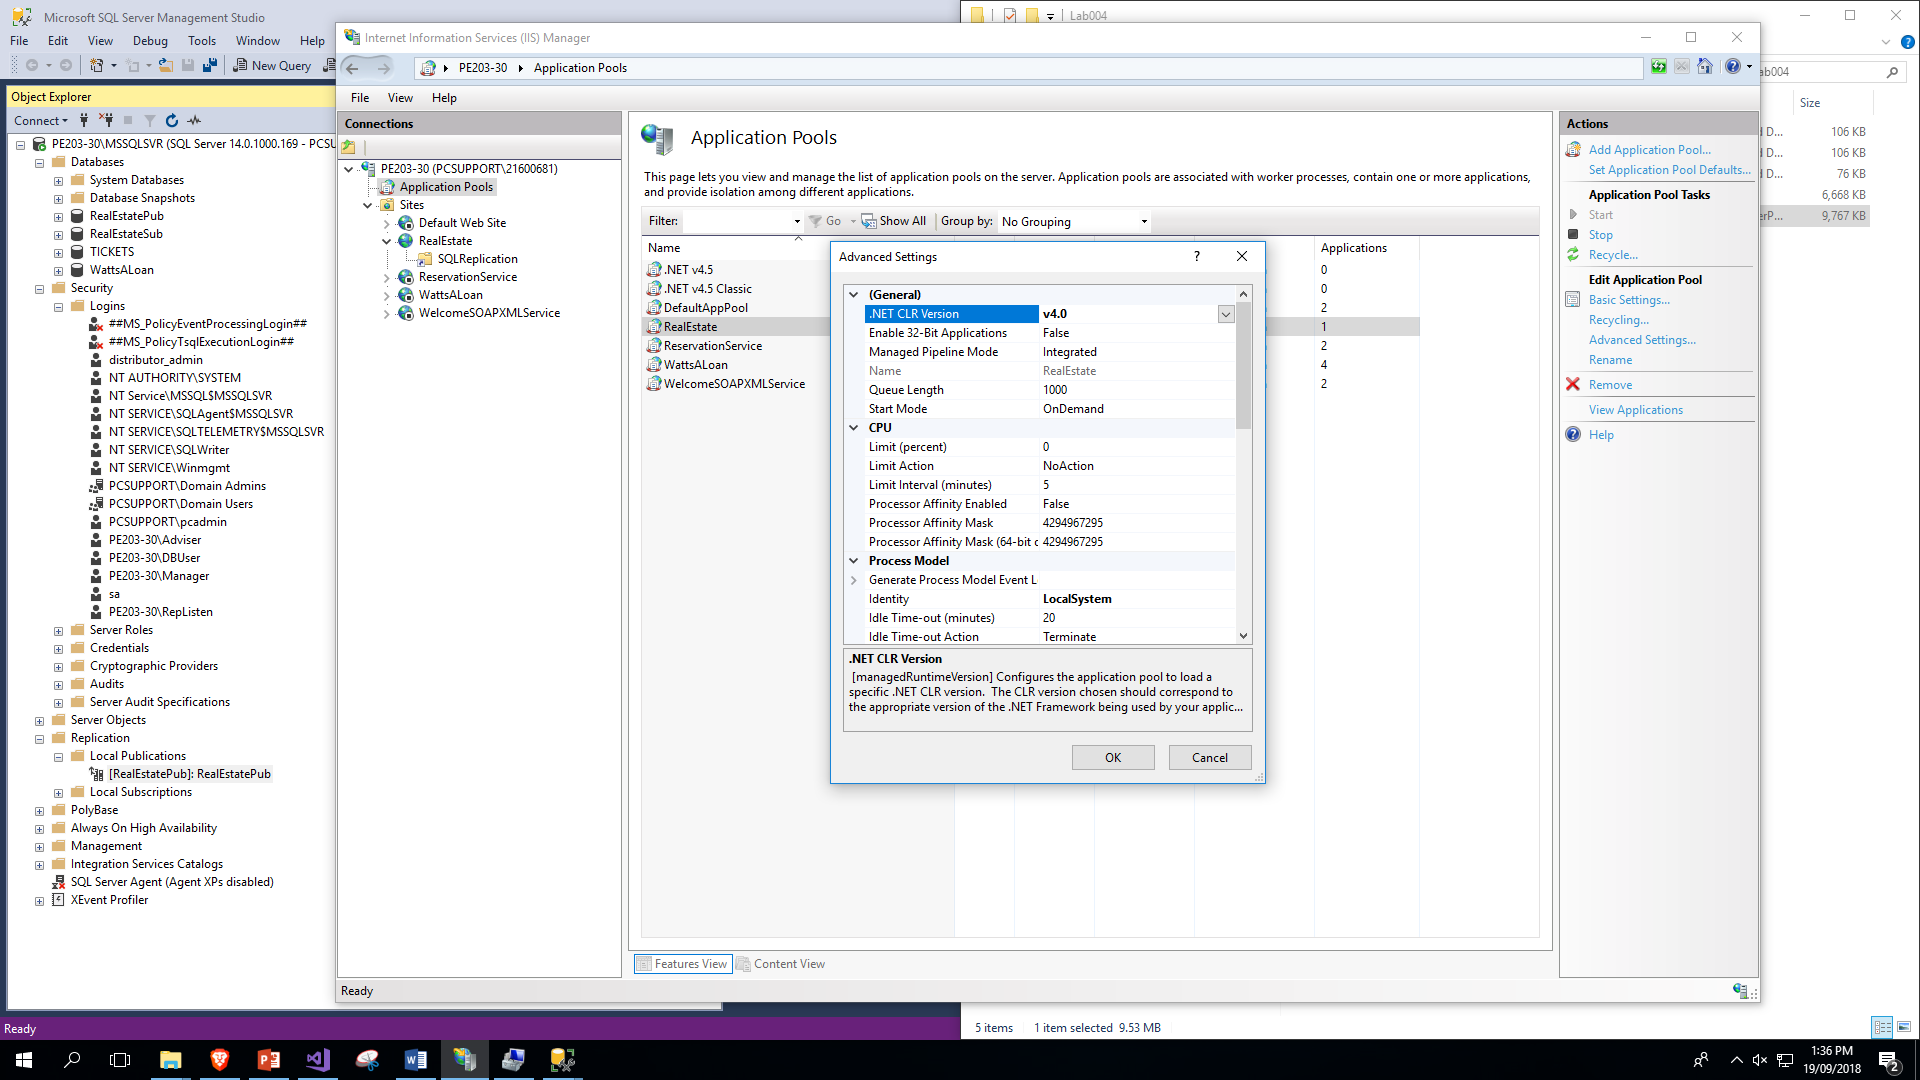 Microsoft SQL Server Management Studio
File Edit View Debug Tools Window Help
New Query
Object Explorer
Connect
PE203-30\MSSQLSVR (SQL Server 14.0.1000.169 - PCSU
Databases
System Databases
Database Snapshots
RealEstatePub
RealEstateSub
TICKETS
WattsALoan
Security
Logins
##MS_PolicyEventProcessingLogin##
##MS_PolicyTsqlExecutionLogin##
distributor_admin
NT AUTHORITY\SYSTEM
NT Service\MSSQL$MSSQLSVR
NT SERVICE\SQLAgent$MSSQLSVR
NT SERVICE\SQLTELEMETRY$MSSQLSVR
NT SERVICE\SQLWriter
NT SERVICE\Winmgmt
PCSUPPORT\Domain Admins
PCSUPPORT\Domain Users
PCSUPPORT\pcadmin
PE203-30\Adviser
PE203-30\DBUser
PE203-30\Manager
sa
PE203-30\RepListen
Server Roles
Credentials
Cryptographic Providers
Audits
Server Audit Specifications
Server Objects
Replication
Local Publications
[RealEstatePub]: RealEstatePub
Local Subscriptions
PolyBase
Always On High Availability
Management
Integration Services Catalogs
SQL Server Agent (Agent XPs disabled)
XEvent Profiler
Ready
Internet Information Services (IIS) Manager
PE203-30 Application Pools
File View Help
Connections
PE203-30 (PCSUPPORT\21600681)
Application Pools
Sites
Default Web Site
RealEstate
SQLReplication
ReservationService
WattsALoan
WelcomeSOAPXMLService
Application Pools
This page lets you view and manage the list of application pools on the server. Application pools are associated with worker processes, contain one or more applications,
and provide isolation among different applications.
Filter: Go Show All Group by: No Grouping
Name Applications
.NET v4.5 0
.NET v4.5 Classic 0
DefaultAppPool 2
RealEstate 1
ReservationService 2
WattsALoan 4
WelcomeSOAPXMLService 2
Advanced Settings ?
(General)
.NET CLR Version v4.0
Enable 32-Bit Applications False
Managed Pipeline Mode Integrated
Name RealEstate
Queue Length 1000
Start Mode OnDemand
CPU
Limit (percent) 0
Limit Action NoAction
Limit Interval (minutes) 5
Processor Affinity Enabled False
Processor Affinity Mask 4294967295
Processor Affinity Mask (64-bit o 4294967295
Process Model
Generate Process Model Event L
Identity LocalSystem
Idle Time-out (minutes) 20
Idle Time-out Action Terminate
.NET CLR Version
[managedRuntimeVersion] Configures the application pool to load a
specific .NET CLR version. The CLR version chosen should correspond to
the appropriate version of the .NET Framework being used by your applic...
OK Cancel
Features View Content View
Ready
Actions
Add Application Pool...
Set Application Pool Defaults...
Application Pool Tasks
Start
Stop
Recycle...
Edit Application Pool
Basic Settings...
Recycling...
Advanced Settings...
Rename
Remove
View Applications
Help
Lab004
ab004
Size
d D... 106 KB
d D... 106 KB
d D... 76 KB
6,668 KB
erP... 9,767 KB
5 items 1 item selected 9.53 MB
1:36 PM
19/09/2018
2